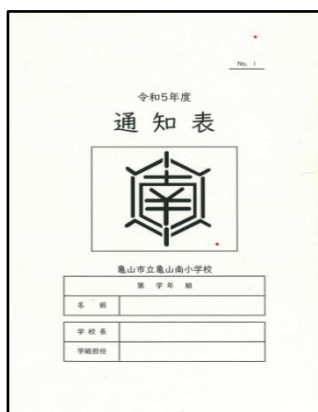 No. 1
令和5年度
通知表
南
亀山市立亀山南小学校
第 学年 組
名 前
学 校 長
学級担任